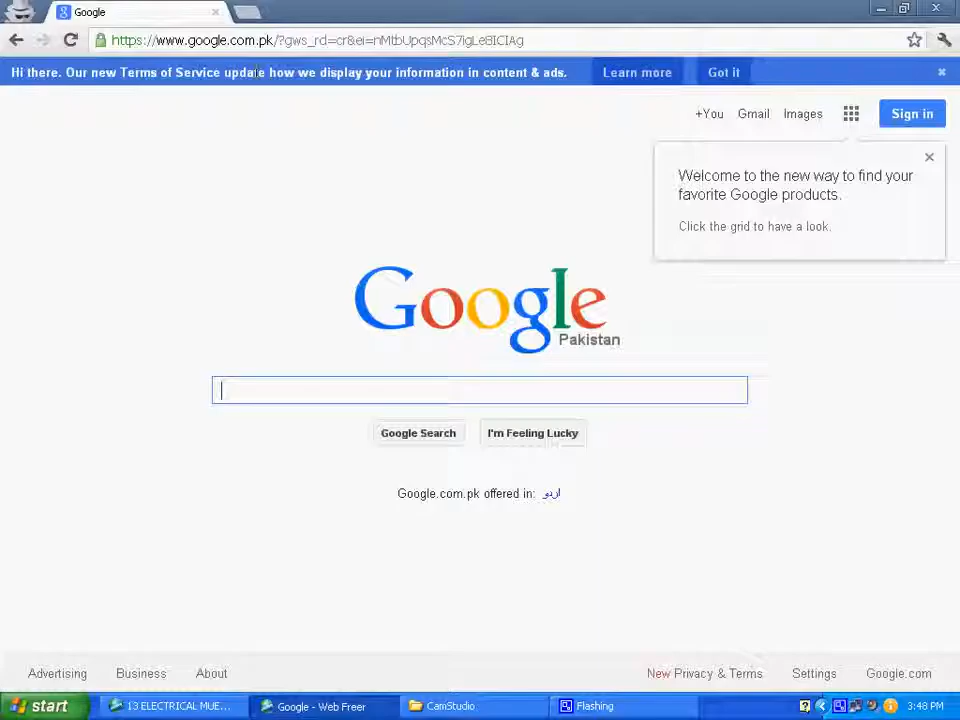 Google
https://www.google.com.pk/?gws_rd=cr&ei=nMtbUpqsMcS7igLe8ICIAg
Hi there. Our new Terms of Service update how we display your information in content & ads. Learn more Got it
+You Gmail Images Sign in
Welcome to the new way to find your
favorite Google products.
Click the grid to have a look.
Google
Pakistan
Google Search I'm Feeling Lucky
Google.com.pk offered in: اردو
Advertising Business About New Privacy & Terms Settings Google.com
start 13 ELECTRICAL MUE... Google - Web Freer CamStudio Flashing 3:48 PM